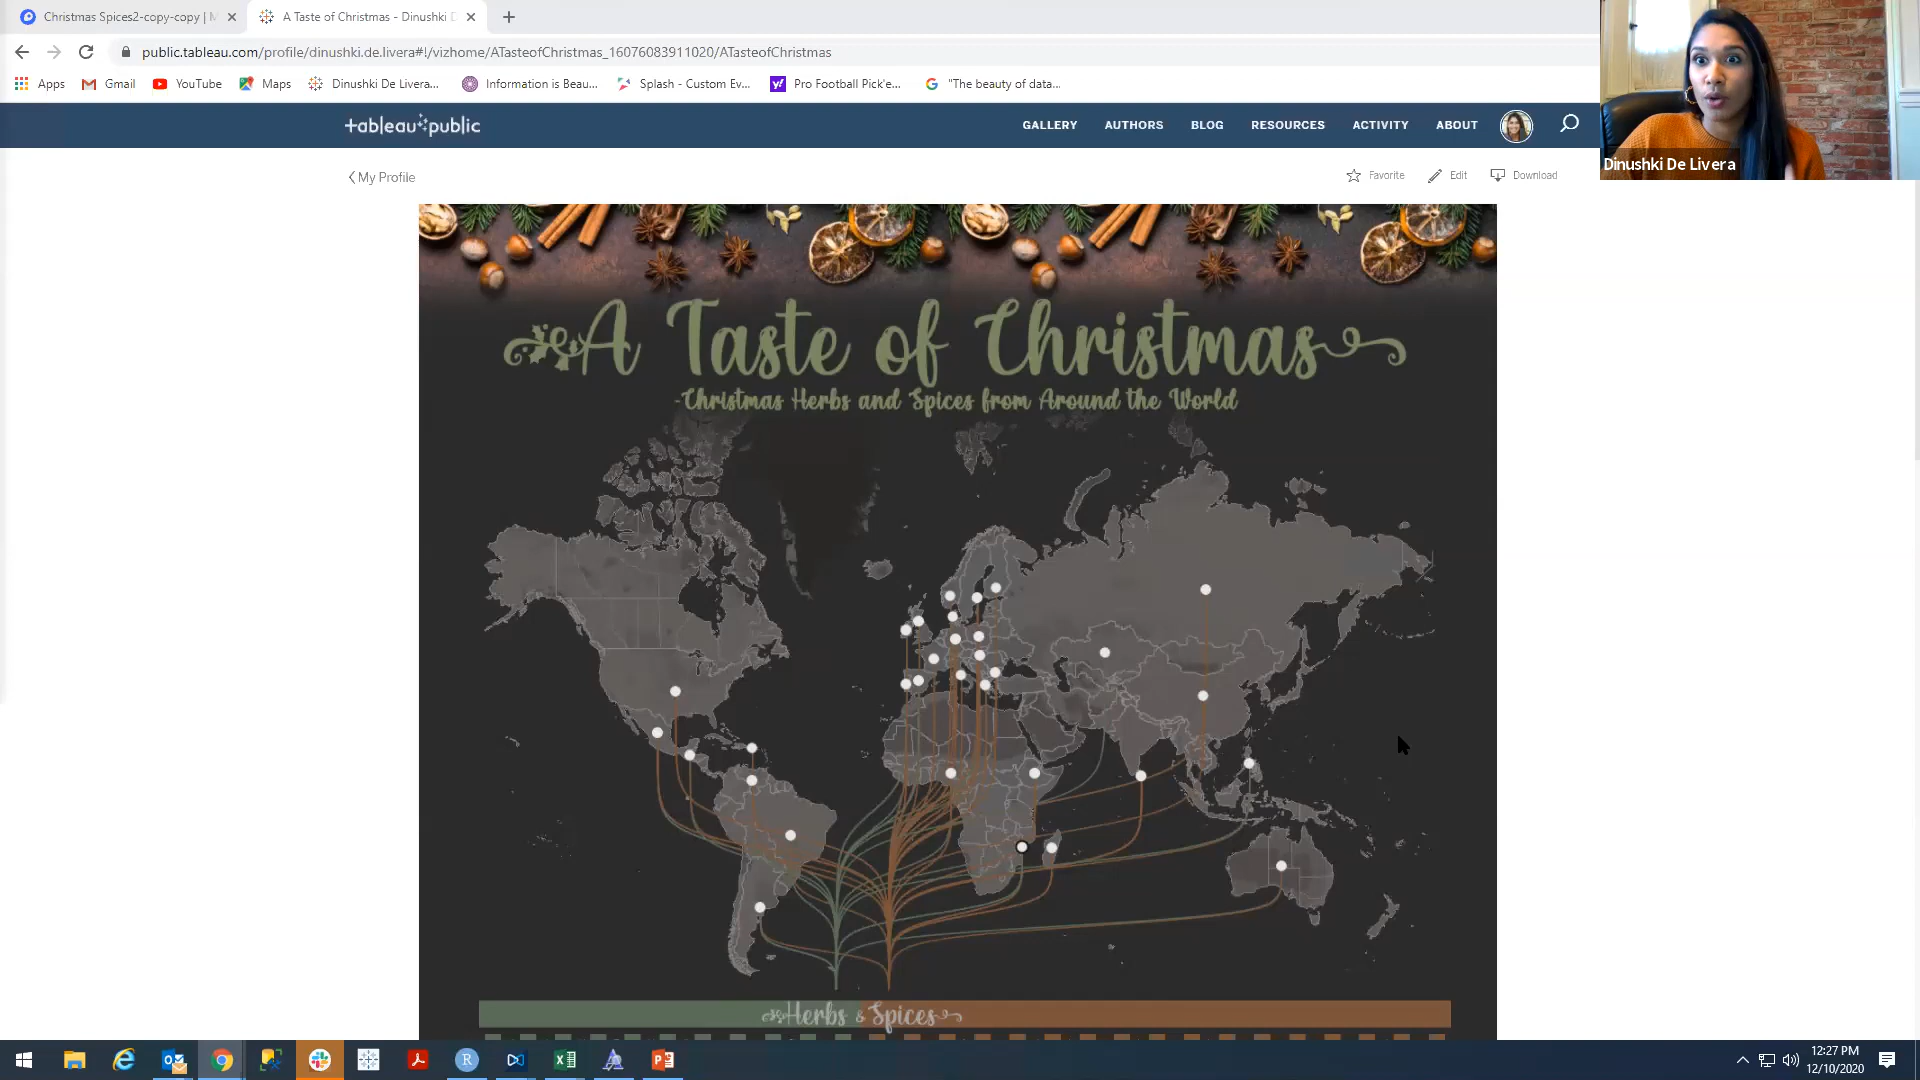 Christmas Spices2-copy-copy | M
A Taste of Christmas - Dinushki D
public.tableau.com/profile/dinushki.de.livera#!/vizhome/ATasteofChristmas_16076083911020/ATasteofChristmas
Apps Gmail YouTube Maps Dinushki De Livera... Information is Beau... Splash - Custom Ev... Pro Football Pick'e... "The beauty of data...
Dinushki De Livera
+ableau+public
GALLERY AUTHORS BLOG RESOURCES ACTIVITY ABOUT
My Profile
Favorite Edit Download
A Taste of Christmas
-Christmas Herbs and Spices from Around the World
Herbs & Spices
12:27 PM
12/10/2020